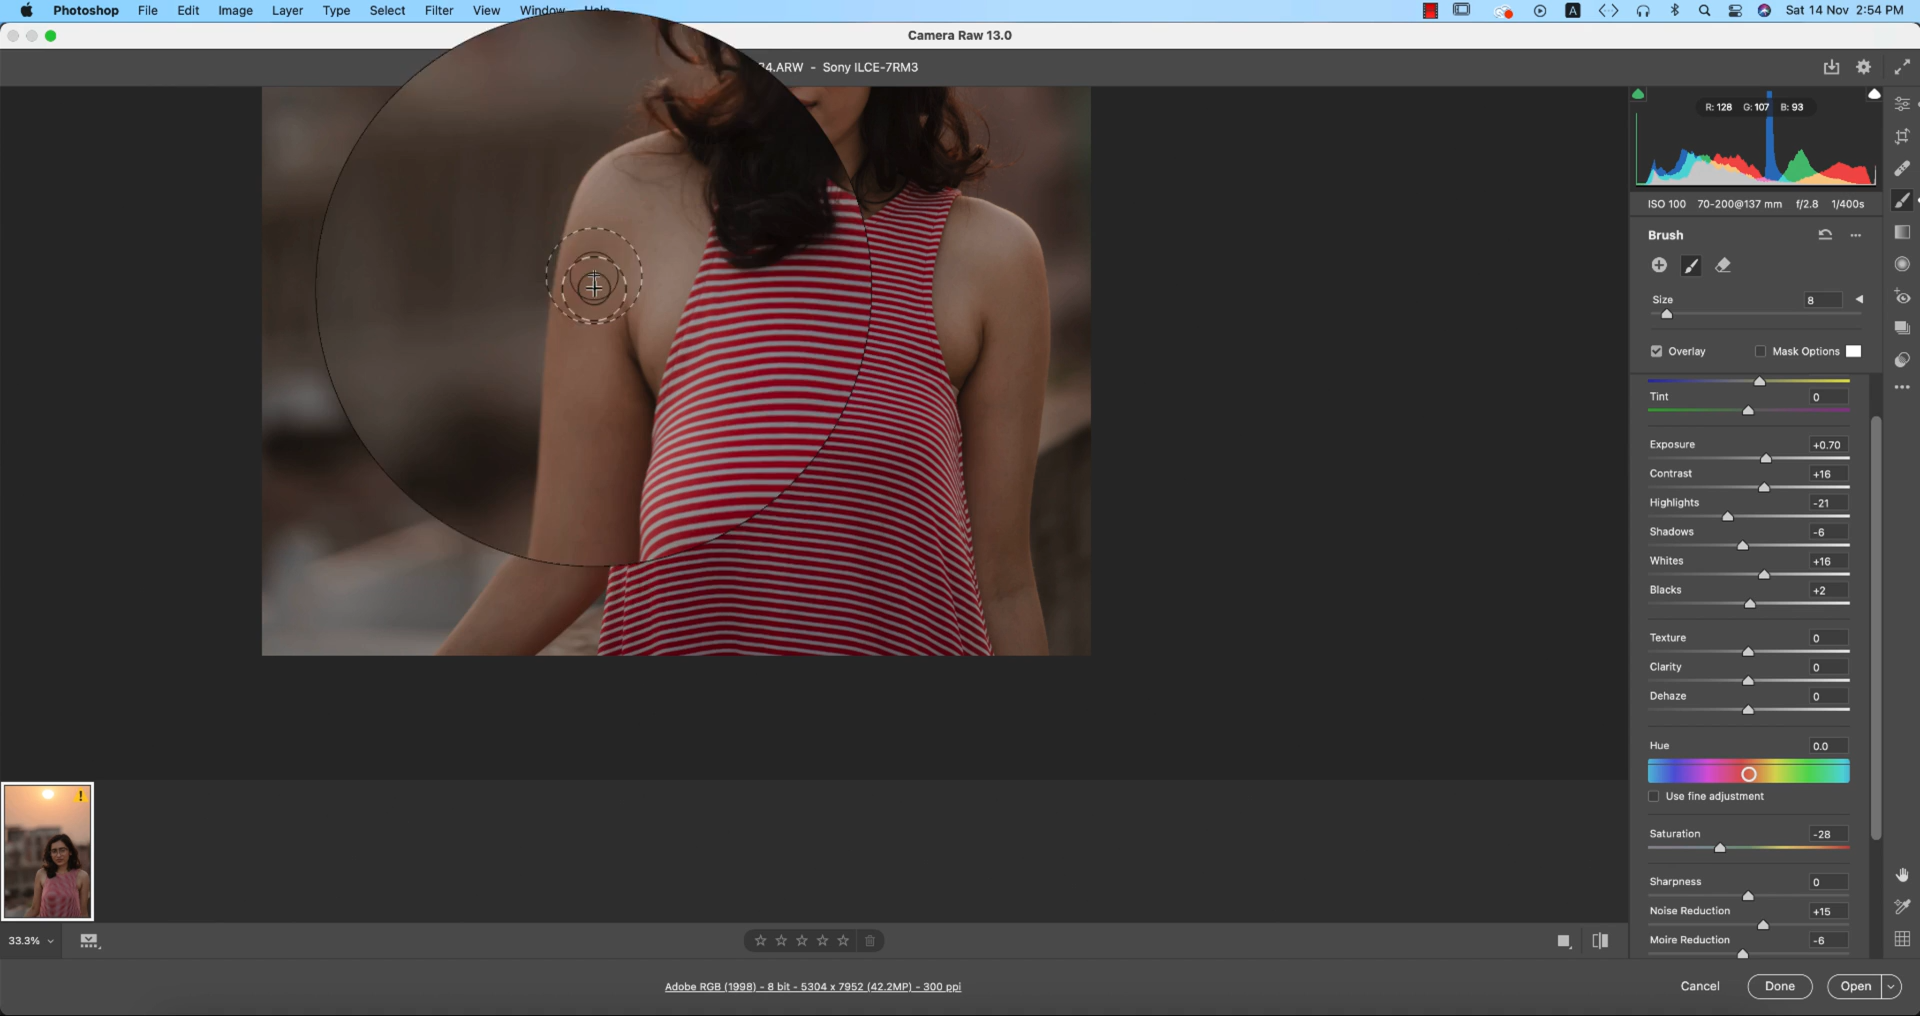 Photoshop File Edit Image Layer Type Select Filter View Window Help Sat 14 Nov 2:54 PM
Camera Raw 13.0
34.ARW - Sony ILCE-7RM3
R: 128 G: 107 B: 93
ISO 100 70-200@137 mm f/2.8 1/400s
Brush
Size 8
Overlay Mask Options
Tint 0
Exposure +0.70
Contrast +16
Highlights -21
Shadows -6
Whites +16
Blacks +2
Texture 0
Clarity 0
Dehaze 0
Hue 0.0
Use fine adjustment
Saturation -28
Sharpness 0
Noise Reduction +15
Moire Reduction -6
33.3%
Adobe RGB (1998) - 8 bit - 5304 x 7952 (42.2MP) - 300 ppi
Cancel Done Open